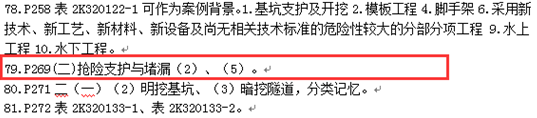 78.P258 表 2K320122-1 可作为案例背景。1.基坑支护及开挖 2.模板工程 4.脚手架 6.采用新
技术、新工艺、新材料、新设备及尚无相关技术标准的危险性较大的分部分项工程 9.水上
工程 10.水下工程。
79.P269(二)抢险支护与堵漏（2）、（5）。
80.P271 二（一）（2）明挖基坑、（3）暗挖隧道，分类记忆。
81.P272 表 2K320133-1、表 2K320133-2。